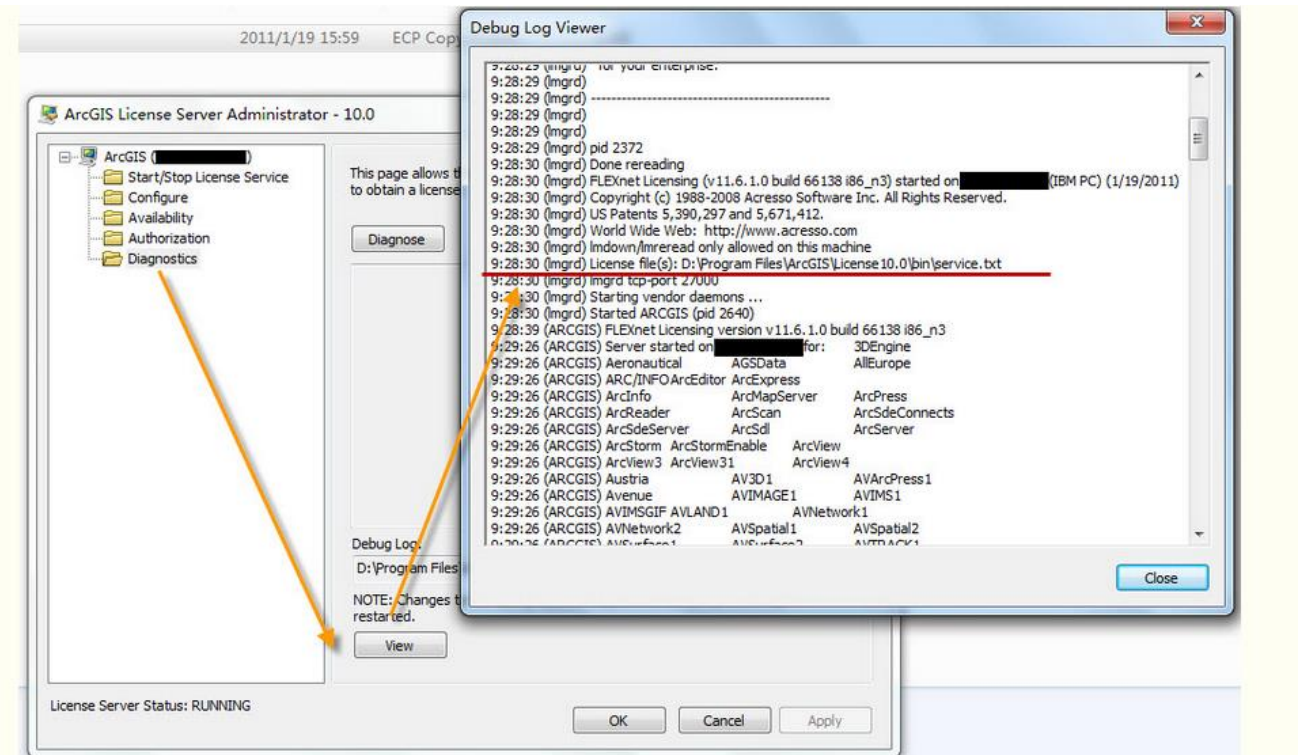 2011/1/19 15:59 ECP Copy
ArcGIS License Server Administrator - 10.0
ArcGIS ( )
Start/Stop License Service
Configure
Availability
Authorization
Diagnostics
This page allows
to obtain a license
Diagnose
Debug Log:
D:\Program Files
NOTE: Changes
restarted.
View
License Server Status: RUNNING
OK Cancel Apply
Debug Log Viewer
9:28:29 (lmgrd) for your enterprise.
9:28:29 (lmgrd)
9:28:29 (lmgrd) -----------------------------------------------
9:28:29 (lmgrd)
9:28:29 (lmgrd)
9:28:29 (lmgrd) pid 2372
9:28:30 (lmgrd) Done rereading
9:28:30 (lmgrd) FLEXnet Licensing (v11.6.1.0 build 66138 i86_n3) started on (IBM PC) (1/19/2011)
9:28:30 (lmgrd) Copyright (c) 1988-2008 Acresso Software Inc. All Rights Reserved.
9:28:30 (lmgrd) US Patents 5,390,297 and 5,671,412.
9:28:30 (lmgrd) World Wide Web: http://www.acresso.com
9:28:30 (lmgrd) lmdown/lmreread only allowed on this machine
9:28:30 (lmgrd) License file(s): D:\Program Files\ArcGIS\License10.0\bin\service.txt
9:28:30 (lmgrd) lmgrd tcp-port 27000
9:28:30 (lmgrd) Starting vendor daemons ...
9:28:30 (lmgrd) Started ARCGIS (pid 2640)
9:28:39 (ARCGIS) FLEXnet Licensing version v11.6.1.0 build 66138 i86_n3
9:29:26 (ARCGIS) Server started on for: 3DEngine
9:29:26 (ARCGIS) Aeronautical AGSData AllEurope
9:29:26 (ARCGIS) ARC/INFO ArcEditor ArcExpress
9:29:26 (ARCGIS) ArcInfo ArcMapServer ArcPress
9:29:26 (ARCGIS) ArcReader ArcScan ArcSdeConnects
9:29:26 (ARCGIS) ArcSdeServer ArcSdl ArcServer
9:29:26 (ARCGIS) ArcStorm ArcStormEnable ArcView
9:29:26 (ARCGIS) ArcView3 ArcView31 ArcView4
9:29:26 (ARCGIS) Austria AV3D1 AVArcPress1
9:29:26 (ARCGIS) Avenue AVIMAGE1 AVIMS1
9:29:26 (ARCGIS) AVIMSGIF AVLAND1 AVNetwork1
9:29:26 (ARCGIS) AVNetwork2 AVSpatial1 AVSpatial2
9:29:26 (ARCGIS) AVSurface1 AVSurface2 AVTRACK1
Close